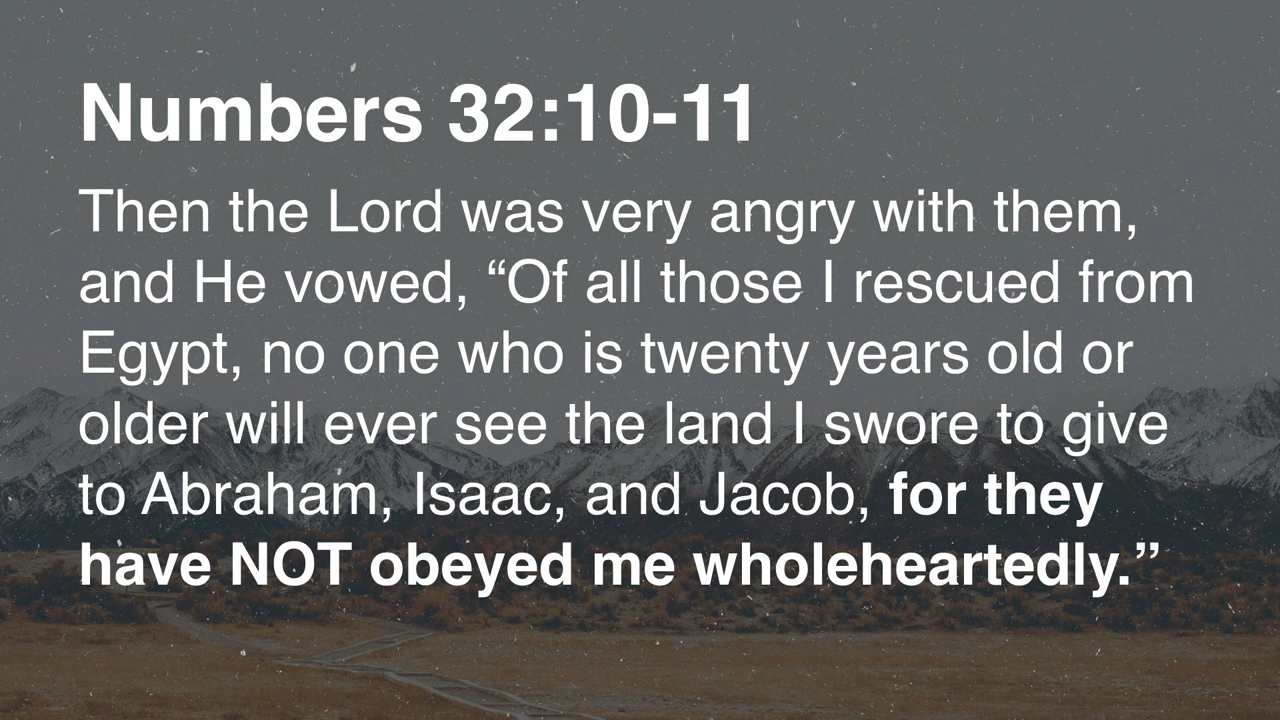 Numbers 32:10-11
Then the Lord was very angry with them,
and He vowed, “Of all those I rescued from
Egypt, no one who is twenty years old or
older will ever see the land I swore to give
to Abraham, Isaac, and Jacob, for they
have NOT obeyed me wholeheartedly.”